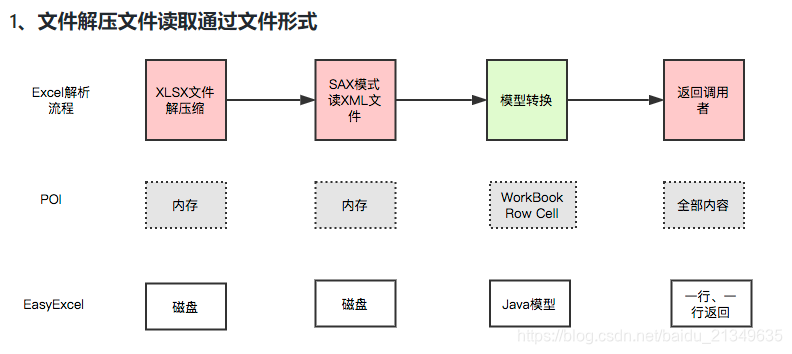 1、文件解压文件读取通过文件形式
Excel解析
流程
XLSX文件
解压缩
SAX模式
读XML文
件
模型转换
返回调用
者
POI
内存
内存
WorkBook
Row Cell
全部内容
EasyExcel
磁盘
磁盘
Java模型
一行、一
行返回
https://blog.csdn.net/baidu_21349635